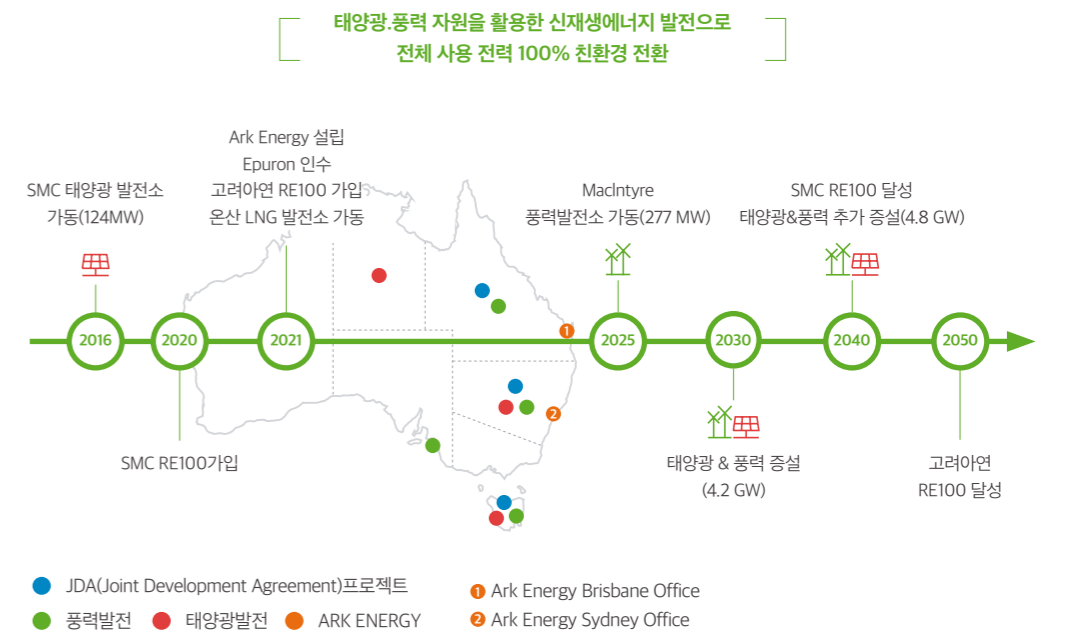 태양광.풍력 자원을 활용한 신재생에너지 발전으로
전체 사용 전력 100% 친환경 전환
SMC 태양광 발전소
가동(124MW)
Ark Energy 설립
Epuron 인수
고려아연 RE100 가입
온산 LNG 발전소 가동
MacIntyre
풍력발전소 가동(277 MW)
SMC RE100 달성
태양광&풍력 추가 증설(4.8 GW)
1
2016
2020
2021
2025
2030
2040
2050
2
SMC RE100가입
태양광 & 풍력 증설
(4.2 GW)
고려아연
RE100 달성
JDA(Joint Development Agreement)프로젝트
풍력발전
태양광발전
ARK ENERGY
1 Ark Energy Brisbane Office
2 Ark Energy Sydney Office